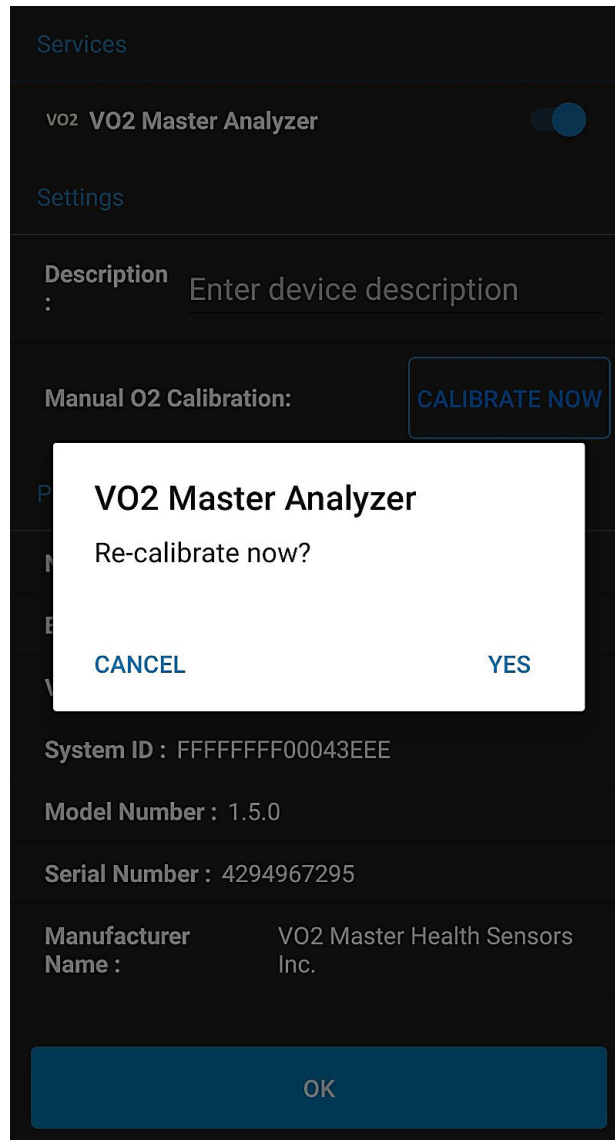 Services
VO2 VO2 Master Analyzer
Settings
Description
:
Enter device description
Manual O2 Calibration:
CALIBRATE NOW
VO2 Master Analyzer
Re-calibrate now?
CANCEL
YES
System ID : FFFFFFFF00043EEE
Model Number : 1.5.0
Serial Number : 4294967295
Manufacturer
Name :
VO2 Master Health Sensors
Inc.
OK